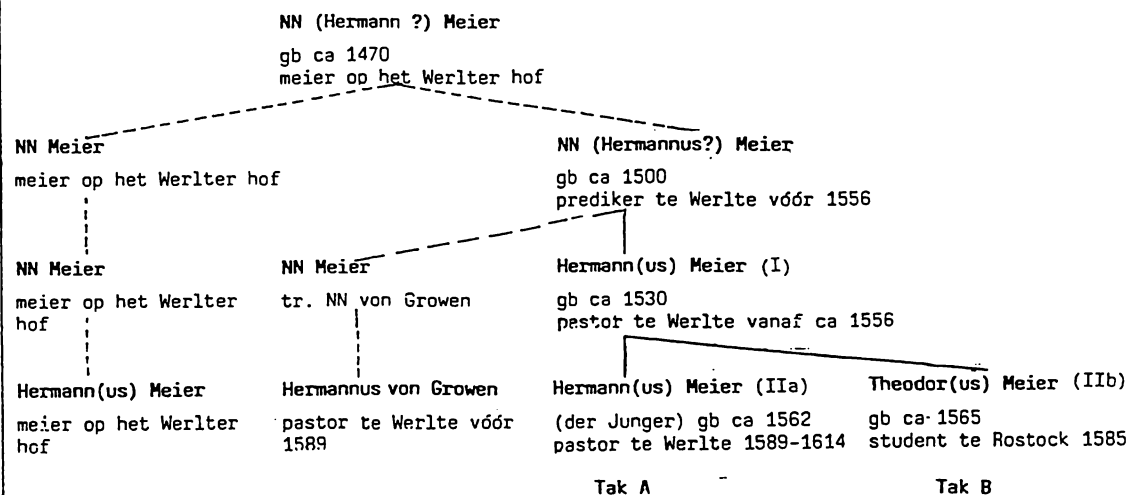 NN (Hermann ?) Meier
gb ca 1470
meier op het Werlter hof
NN Meier
meier op het Werlter hof
NN (Hermannus?) Meier
gb ca 1500
prediker te Werlte vóór 1556
NN Meier
meier op het Werlter
hof
NN Meier
tr. NN von Growen
Hermann(us) Meier (I)
gb ca 1530
pastor te Werlte vanaf ca 1556
Hermann(us) Meier
meier op het Werlter
hof
Hermannus von Growen
pastor te Werlte vóór
1589
Hermann(us) Meier (IIa)
(der Junger) gb ca 1562
pastor te Werlte 1589-1614
Theodor(us) Meier (IIb)
gb ca 1565
student te Rostock 1585
Tak A
Tak B